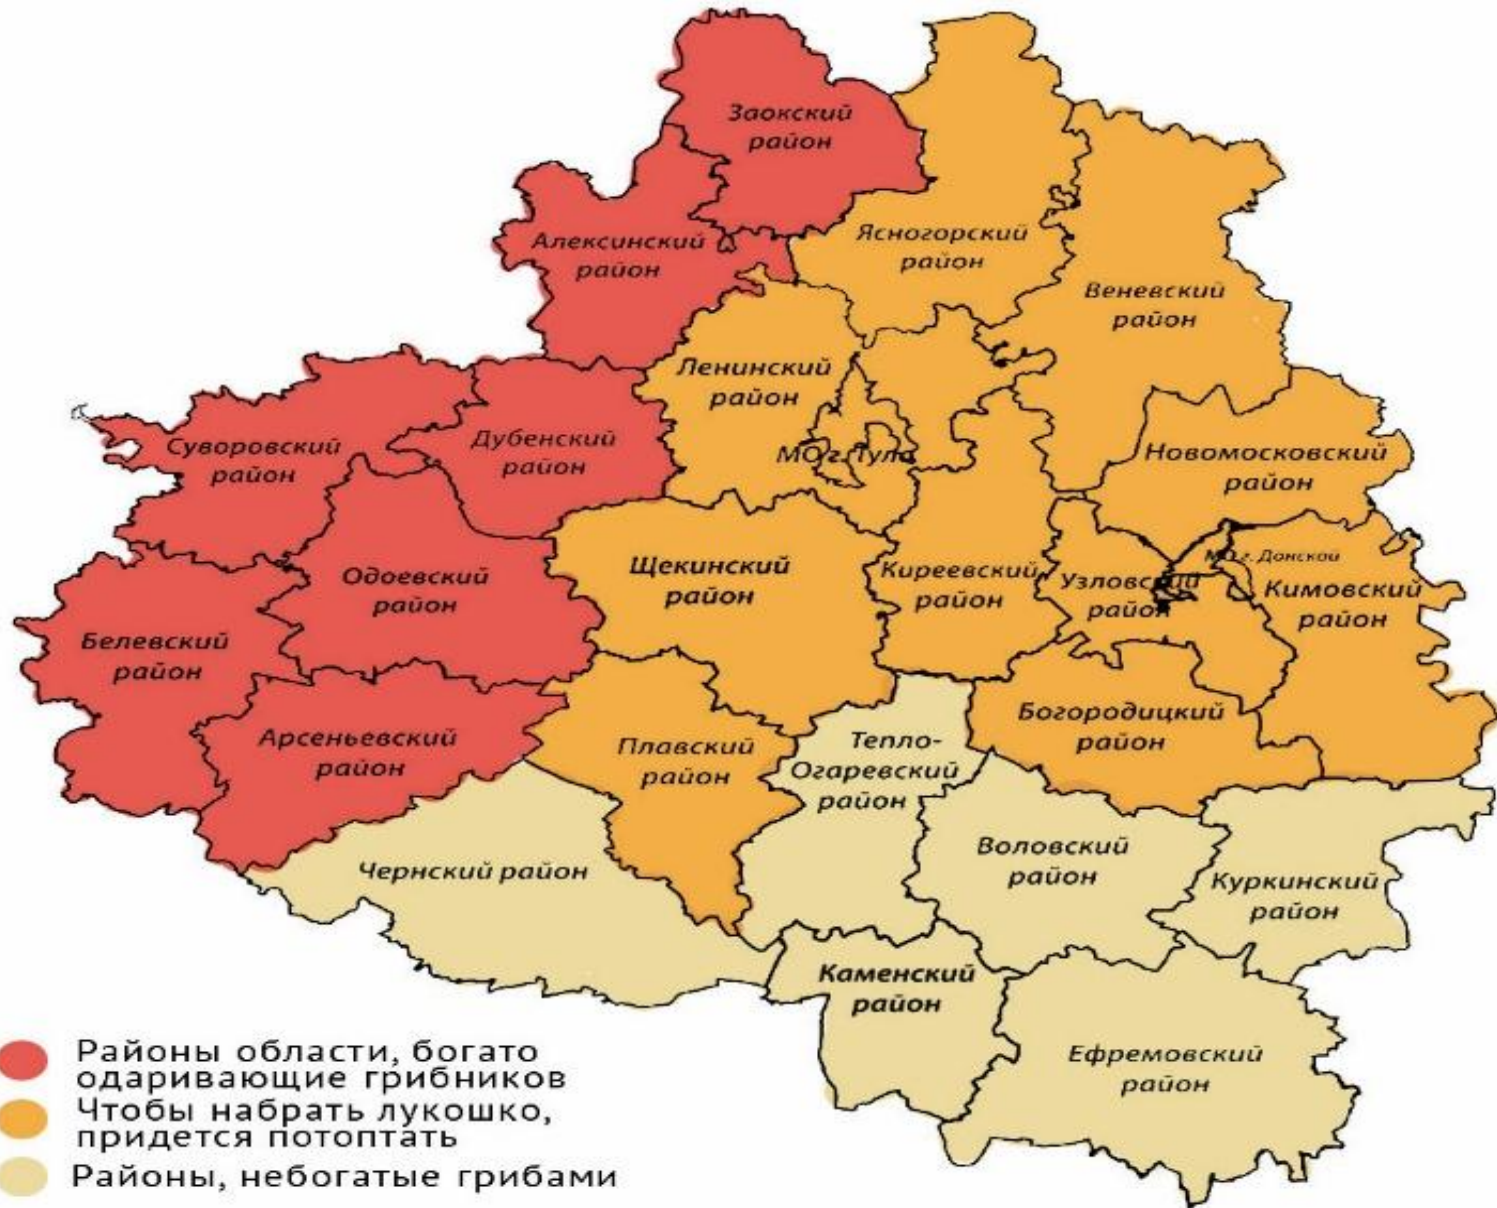 Заокский
район
Алексинский
район
Ясногорский
район
Веневский
район
Ленинский
район
МО г. Тула
Суворовский
район
Дубенский
район
Новомосковский
район
Одоевский
район
Щекинский
район
Киреевский
район
Узловский
район
МО г. Донской
Кимовский
район
Белевский
район
Арсеньевский
район
Плавский
район
Тепло-
Огаревский
район
Богородицкий
район
Чернский район
Воловский
район
Куркинский
район
Каменский
район
Ефремовский
район
Районы области, богато
одаривающие грибников
Чтобы набрать лукошко,
придется потоптать
Районы, небогатые грибами